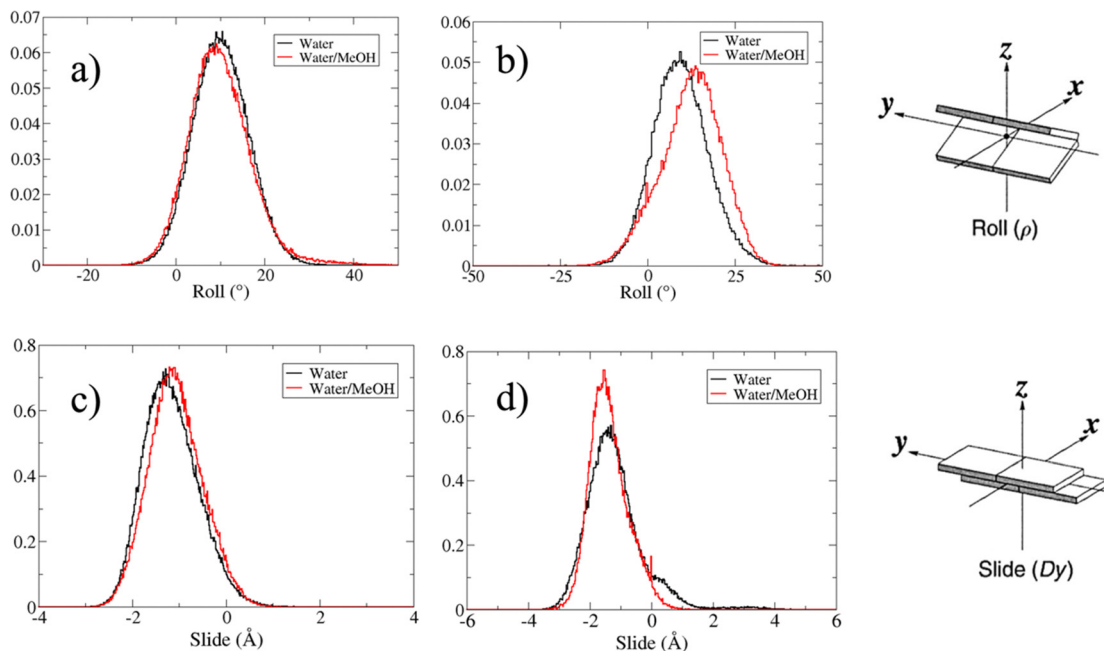 a)
0.07
0.06
0.05
0.04
0.03
0.02
0.01
0
-20 0 20 40
Roll (°)
Water
Water/MeOH
b)
0.06
0.05
0.04
0.03
0.02
0.01
0
-50 -25 0 25 50
Roll (°)
Water
Water/MeOH
z
x
y
Roll (ρ)
c)
0.8
0.6
0.4
0.2
0
-4 -2 0 2 4
Slide (Å)
Water
Water/MeOH
d)
0.8
0.6
0.4
0.2
0
-6 -4 -2 0 2 4 6
Slide (Å)
Water
Water/MeOH
z
x
y
Slide (Dy)